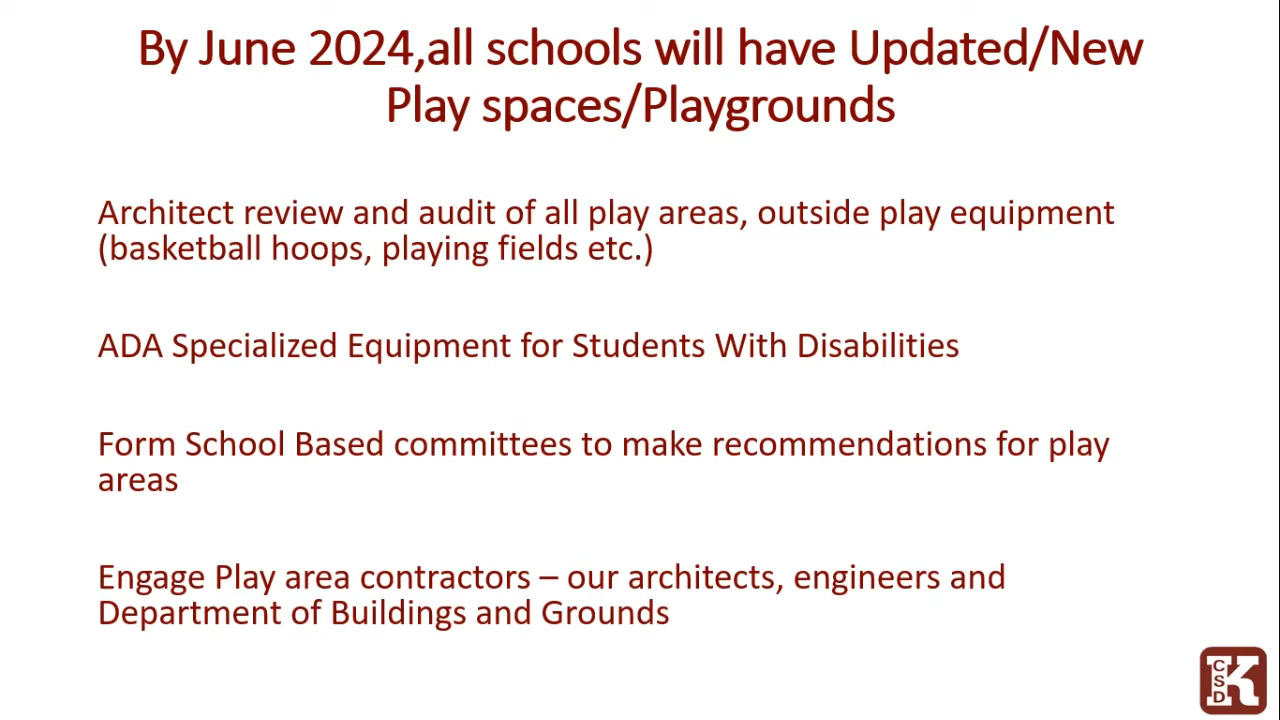 By June 2024,all schools will have Updated/New
Play spaces/Playgrounds
Architect review and audit of all play areas, outside play equipment
(basketball hoops, playing fields etc.)
ADA Specialized Equipment for Students With Disabilities
Form School Based committees to make recommendations for play
areas
Engage Play area contractors – our architects, engineers and
Department of Buildings and Grounds
K
CSD